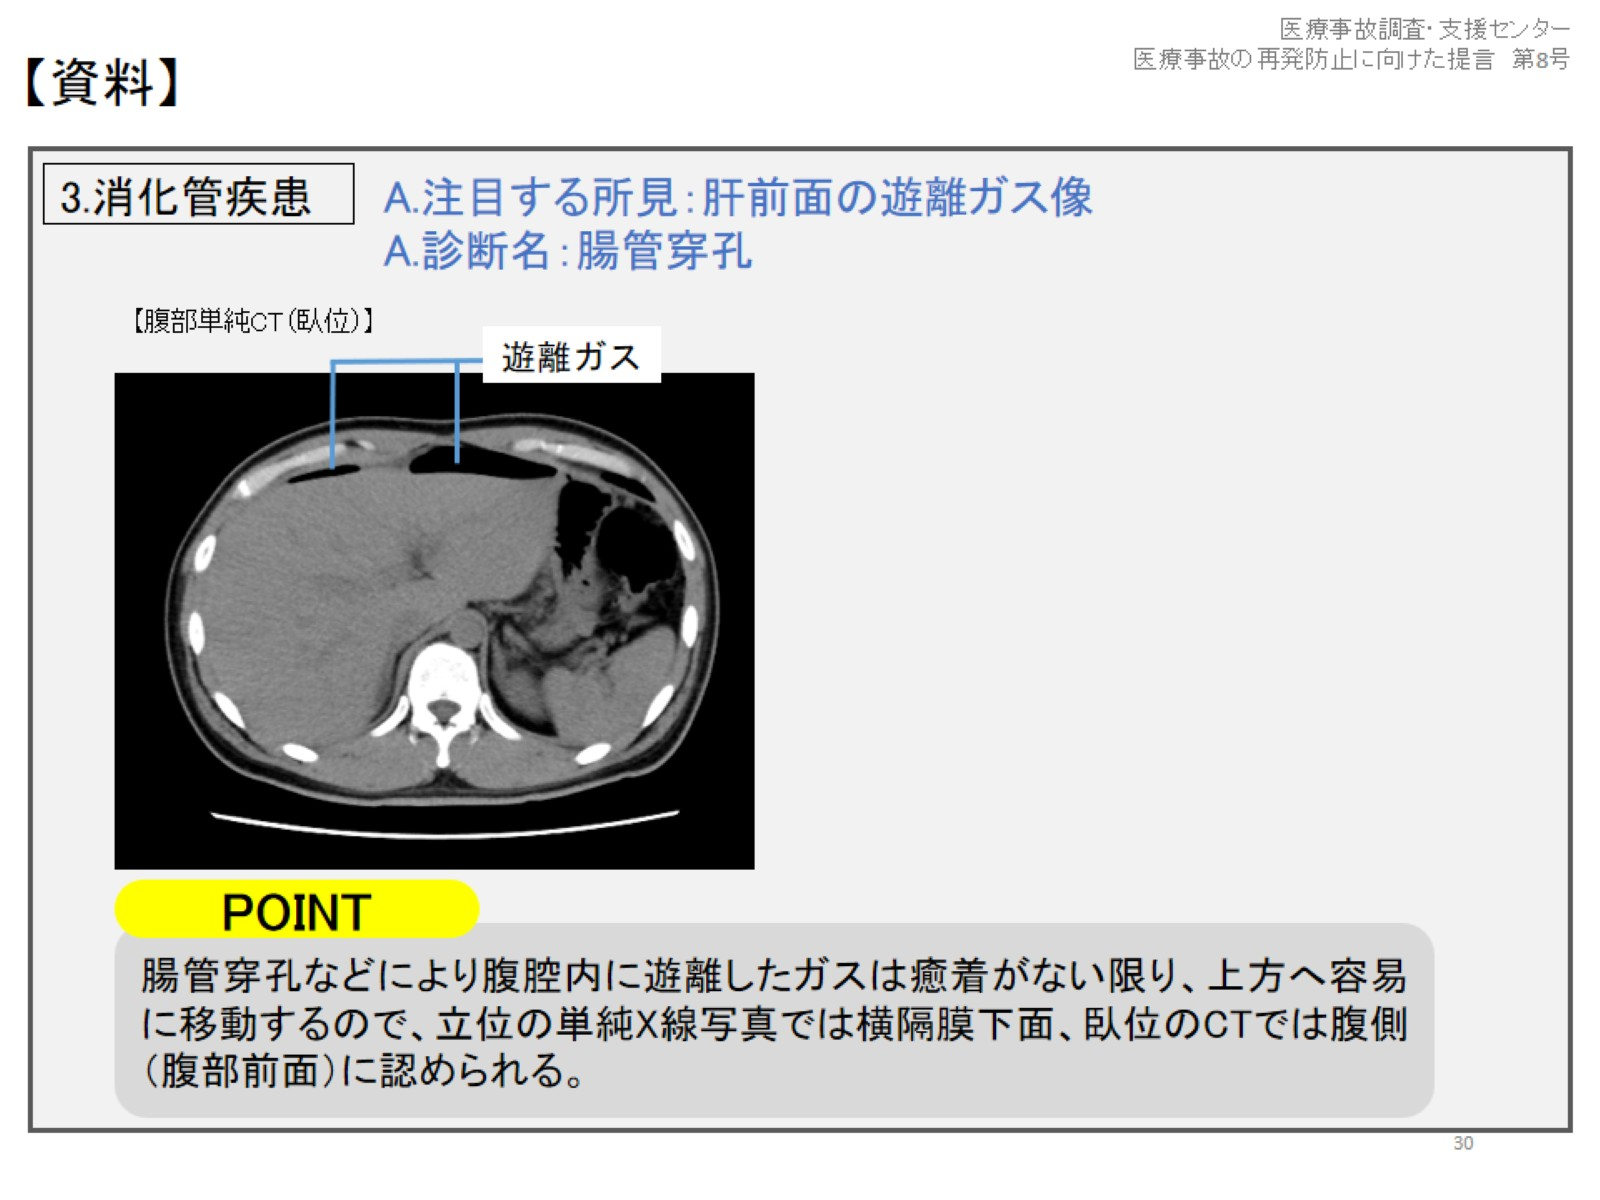 医療事故調査・支援センター
医療事故の再発防止に向けた提言　第8号
【資料】
3.消化管疾患
A.注目する所見：肝前面の遊離ガス像
A.診断名：腸管穿孔
【腹部単純CT（臥位）】
遊離ガス
POINT
腸管穿孔などにより腹腔内に遊離したガスは癒着がない限り、上方へ容易
に移動するので、立位の単純X線写真では横隔膜下面、臥位のCTでは腹側
（腹部前面）に認められる。
30